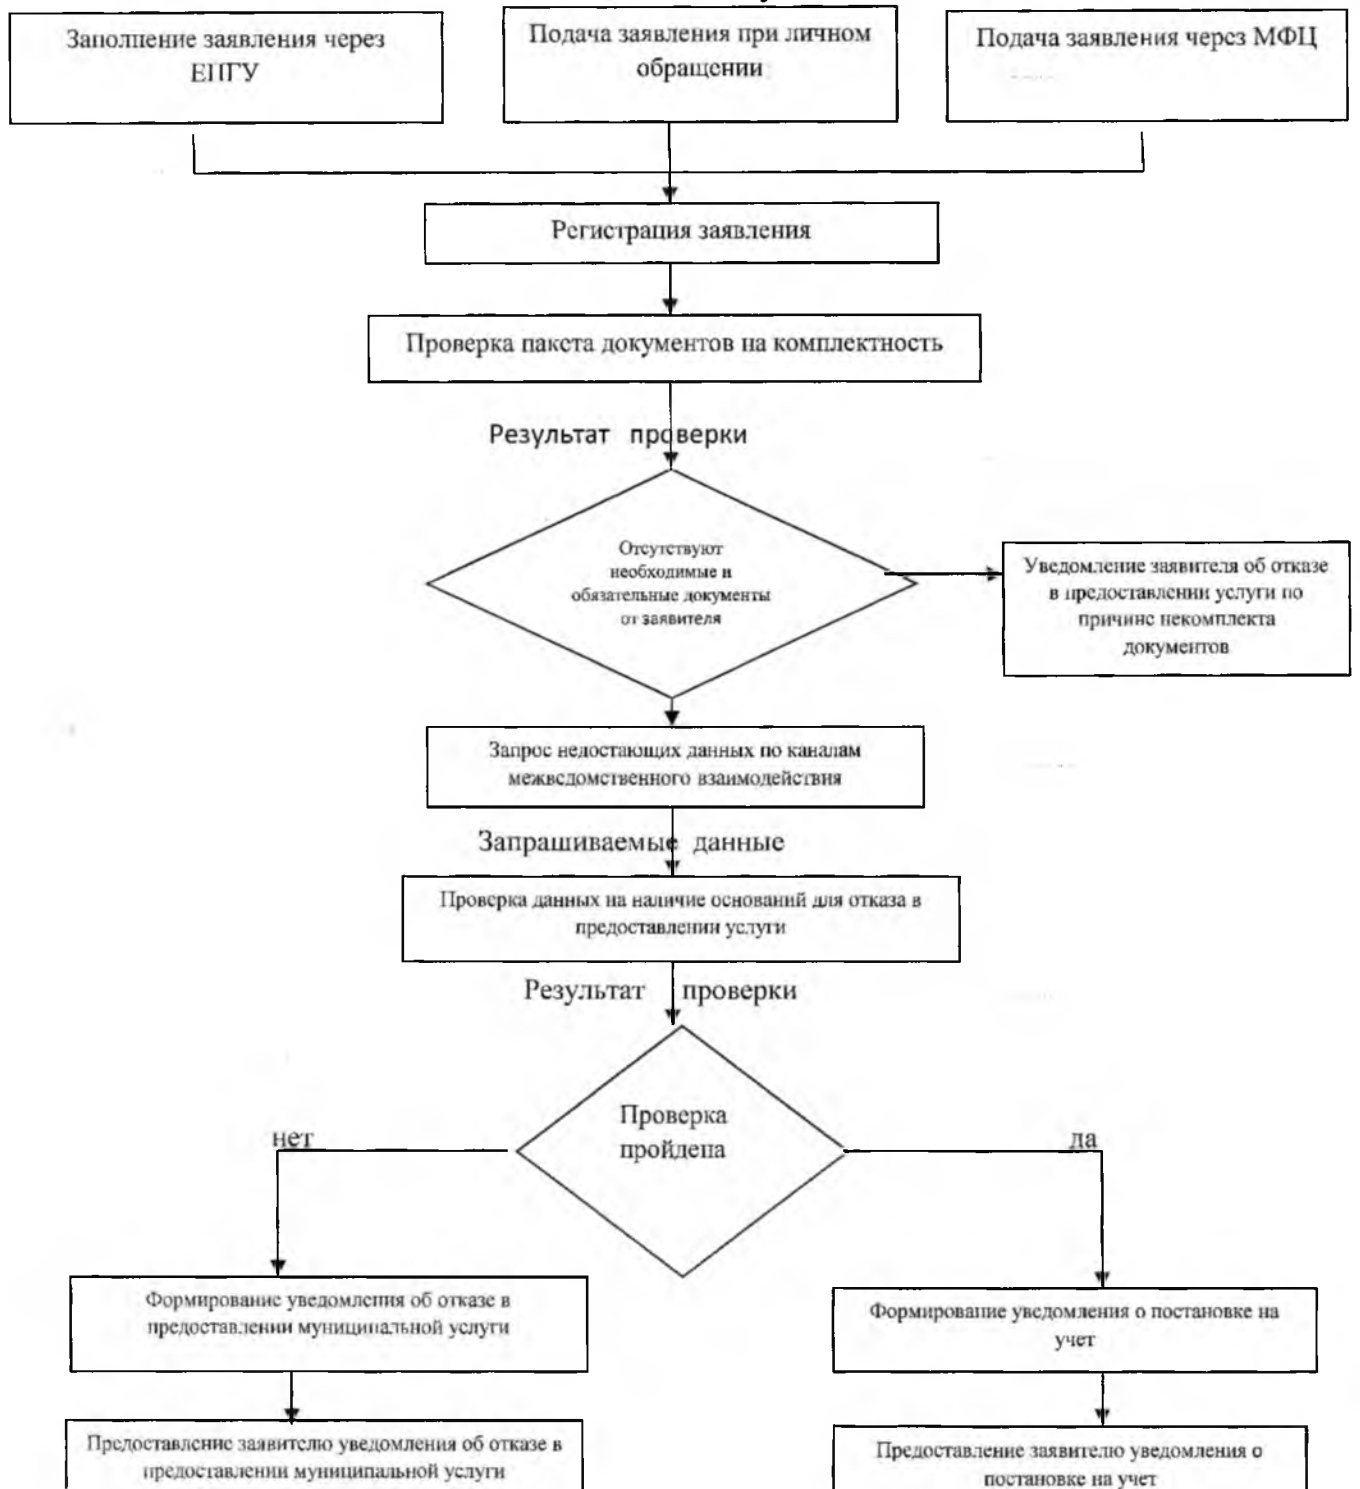 Заполнение заявления через
ЕПГУ
Подача заявления при личном
обращении
Подача заявления через МФЦ
Регистрация заявления
Проверка пакета документов на комплектность
Результат проверки
Отсутствуют
необходимые и
обязательные документы
от заявителя
Уведомление заявителя об отказе
в предоставлении услуги по
причине некомплекта
документов
Запрос недостающих данных по каналам
межведомственного взаимодействия
Запрашиваемые данные
Проверка данных на наличие оснований для отказа в
предоставлении услуги
Результат проверки
Проверка
пройдена
нет
да
Формирование уведомления об отказе в
предоставлении муниципальной услуги
Формирование уведомления о постановке на
учет
Предоставление заявителю уведомления об отказе в
предоставлении муниципальной услуги
Предоставление заявителю уведомления о
постановке на учет